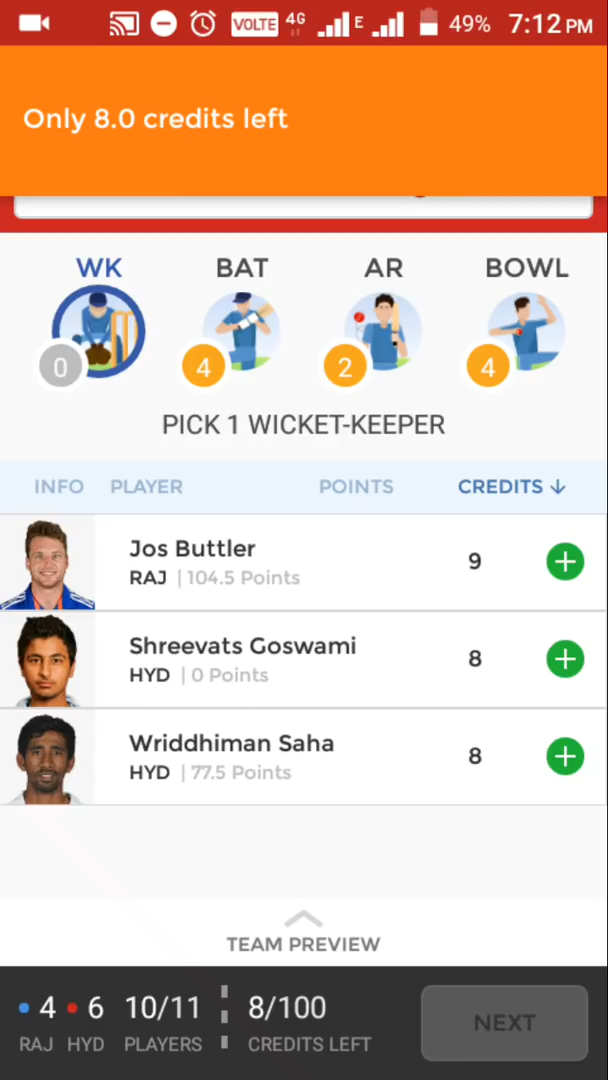 VOLTE 4G E 49% 7:12 PM
Only 8.0 credits left
WK BAT AR BOWL
0 4 2 4
PICK 1 WICKET-KEEPER
INFO PLAYER POINTS CREDITS ↓
Jos Buttler
RAJ | 104.5 Points
9
Shreevats Goswami
HYD | 0 Points
8
Wriddhiman Saha
HYD | 77.5 Points
8
TEAM PREVIEW
4 6 10/11 8/100
RAJ HYD PLAYERS CREDITS LEFT
NEXT